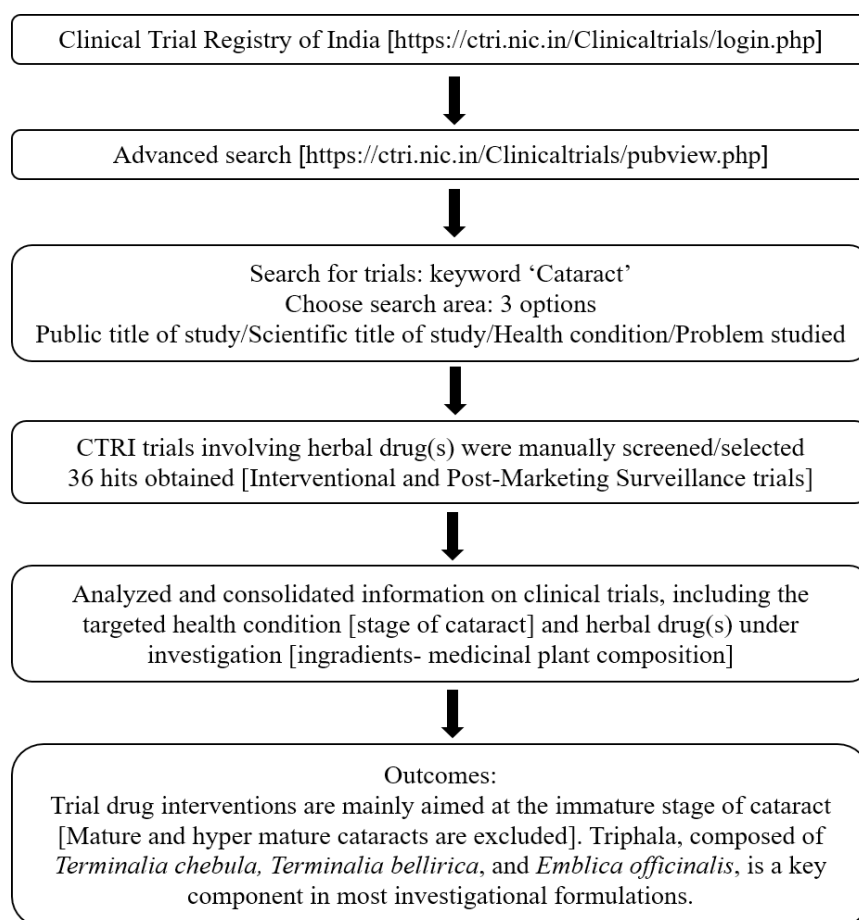 Clinical Trial Registry of India [https://ctri.nic.in/Clinicaltrials/login.php]
Advanced search [https://ctri.nic.in/Clinicaltrials/pubview.php]
Search for trials: keyword ‘Cataract’
Choose search area: 3 options
Public title of study/Scientific title of study/Health condition/Problem studied
CTRI trials involving herbal drug(s) were manually screened/selected
36 hits obtained [Interventional and Post-Marketing Surveillance trials]
Analyzed and consolidated information on clinical trials, including the
targeted health condition [stage of cataract] and herbal drug(s) under
investigation [ingredients- medicinal plant composition]
Outcomes:
Trial drug interventions are mainly aimed at the immature stage of cataract
[Mature and hyper mature cataracts are excluded]. Triphala, composed of
Terminalia chebula, Terminalia bellirica, and Emblica officinalis, is a key
component in most investigational formulations.